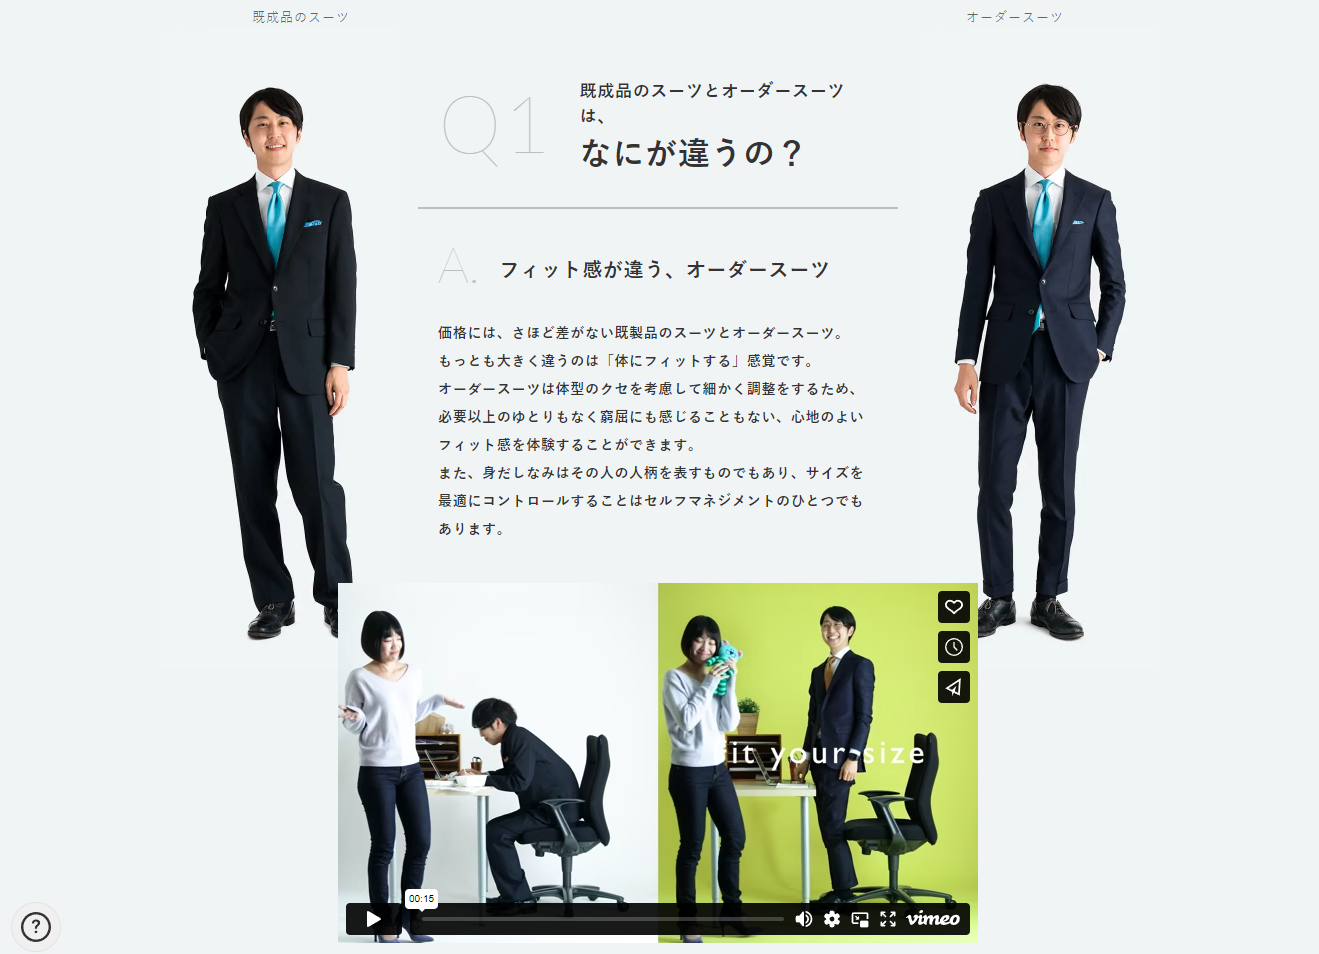 既成品のスーツ
オーダースーツ
Q1
既成品のスーツとオーダースーツ
は、
なにが違うの？
A.
フィット感が違う、オーダースーツ
価格には、さほど差がない既製品のスーツとオーダースーツ。
もっとも大きく違うのは「体にフィットする」感覚です。
オーダースーツは体型のクセを考慮して細かく調整をするため、
必要以上のゆとりもなく窮屈にも感じることもない、心地のよい
フィット感を体験することができます。
また、身だしなみはその人の人柄を表すものでもあり、サイズを
最適にコントロールすることはセルフマネジメントのひとつでも
あります。
fit your size
00:15
vimeo
?